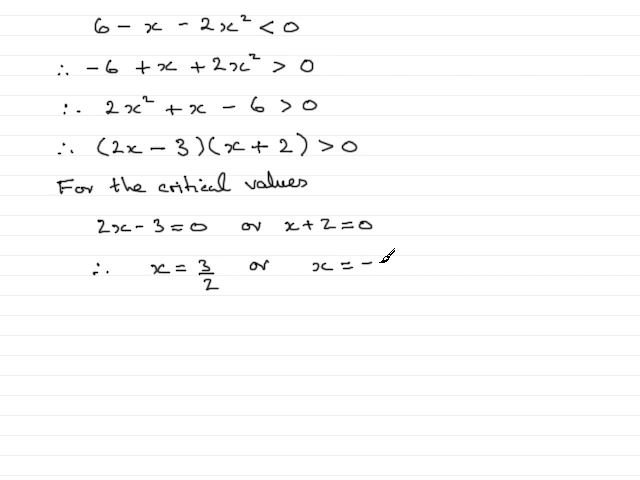 6 - x - 2x² < 0
∴ -6 + x + 2x² > 0
∴ 2x² + x - 6 > 0
∴ (2x - 3)(x + 2) > 0
For the critical values
2x - 3 = 0 or x + 2 = 0
∴ x = 3/2 or x = -